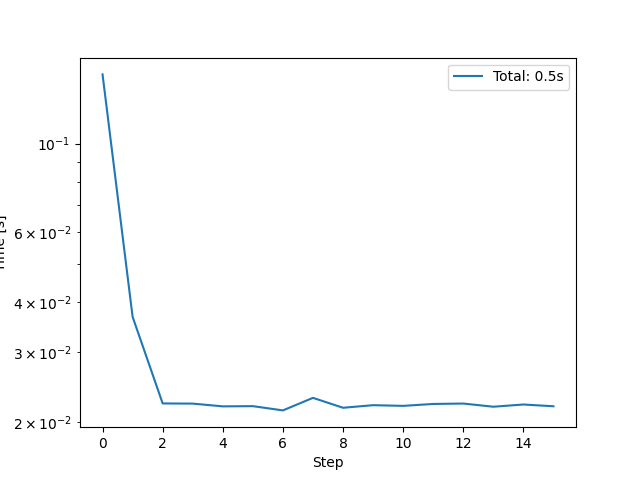 Total: 0.5s
10⁻¹
6 × 10⁻²
4 × 10⁻²
3 × 10⁻²
2 × 10⁻²
[s]
0 2 4 6 8 10 12 14
Step